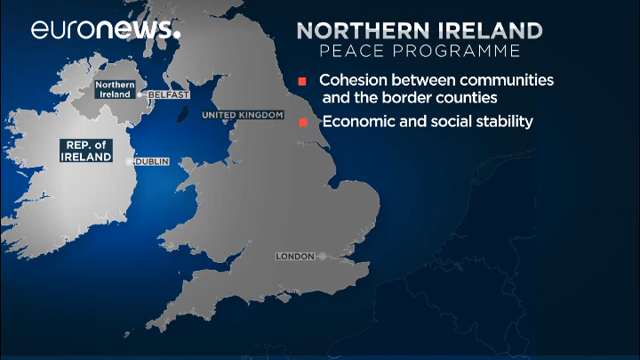 euronews.
NORTHERN IRELAND
PEACE PROGRAMME
Cohesion between communities
and the border counties
Economic and social stability
Northern
Ireland
BELFAST
UNITED KINGDOM
REP. of
IRELAND
DUBLIN
LONDON